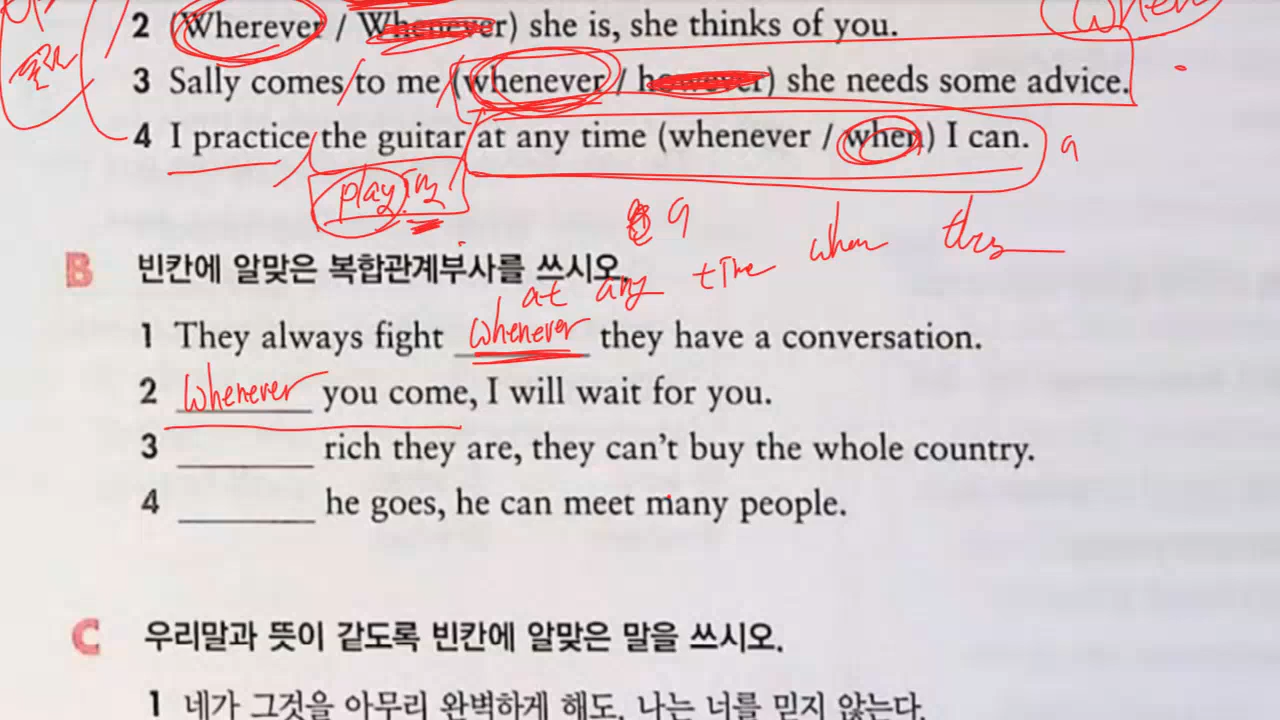 2 (Wherever / Whenever) she is, she thinks of you.
3 Sally comes to me (whenever / however) she needs some advice.
4 I practice the guitar at any time (whenever / when) I can.
playing
B 빈칸에 알맞은 복합관계부사를 쓰시오.
at any time when they
1 They always fight whenever they have a conversation.
2 Whenever you come, I will wait for you.
3 ______ rich they are, they can't buy the whole country.
4 ______ he goes, he can meet many people.
C 우리말과 뜻이 같도록 빈칸에 알맞은 말을 쓰시오.
1 네가 그것을 아무리 완벽하게 해도, 나는 너를 믿지 않는다.